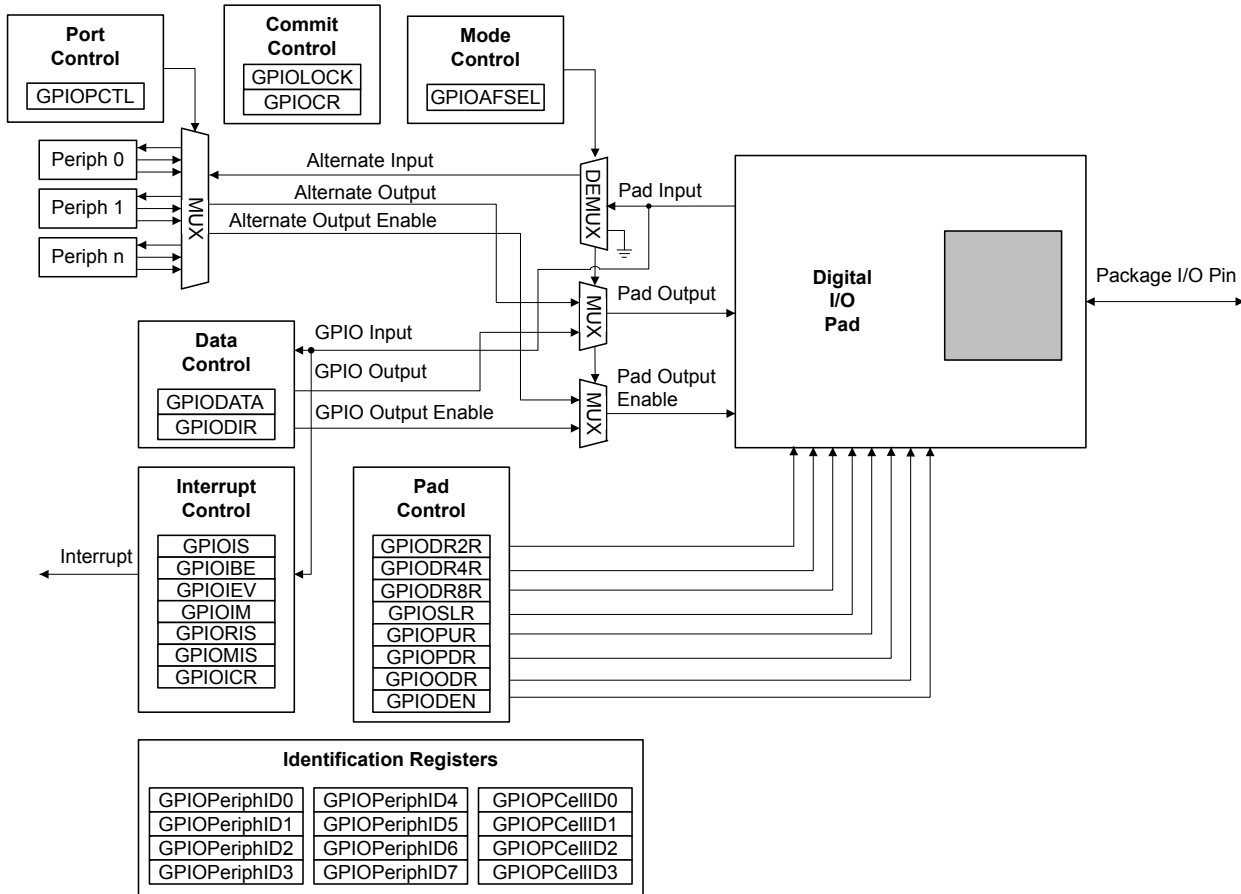 Port
Control
GPIOPCTL
Commit
Control
GPIOLOCK
GPIOCR
Mode
Control
GPIOAFSEL
Periph 0
Periph 1
Periph n
MUX
Alternate Input
Alternate Output
Alternate Output Enable
DEMUX
Pad Input
MUX
Pad Output
MUX
Pad Output
Enable
Digital
I/O
Pad
Package I/O Pin
Data
Control
GPIODATA
GPIODIR
GPIO Input
GPIO Output
GPIO Output Enable
Interrupt
Interrupt
Control
GPIOIS
GPIOIBE
GPIOIEV
GPIOIM
GPIORIS
GPIOMIS
GPIOICR
Pad
Control
GPIODR2R
GPIODR4R
GPIODR8R
GPIOSLR
GPIOPUR
GPIOPDR
GPIOODR
GPIODEN
Identification Registers
GPIOPeriphID0
GPIOPeriphID1
GPIOPeriphID2
GPIOPeriphID3
GPIOPeriphID4
GPIOPeriphID5
GPIOPeriphID6
GPIOPeriphID7
GPIOPCellID0
GPIOPCellID1
GPIOPCellID2
GPIOPCellID3